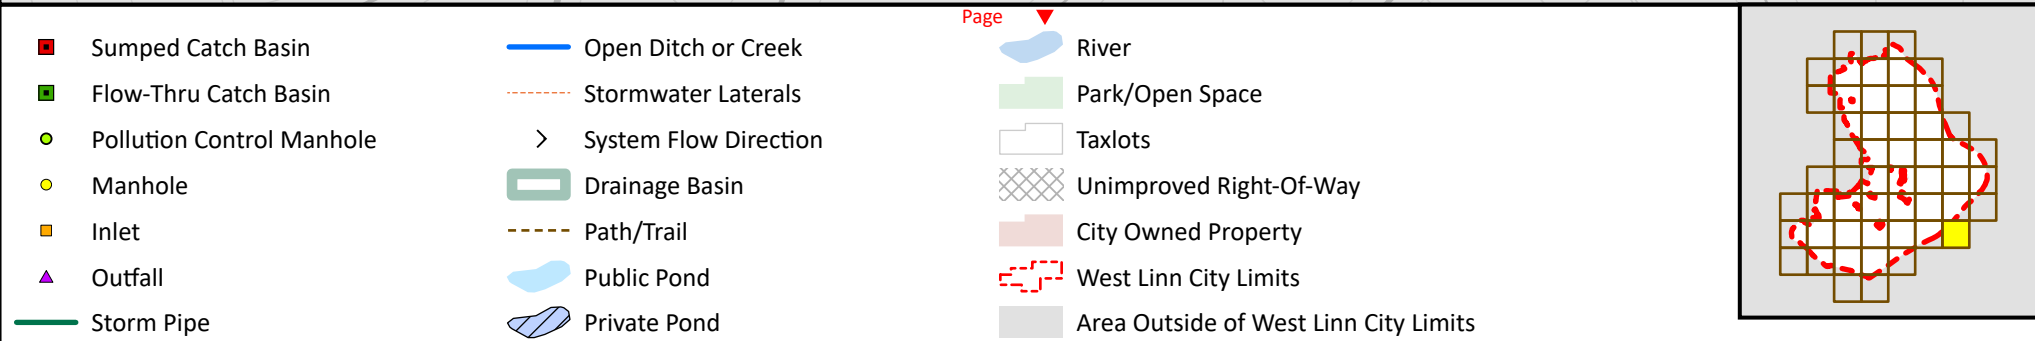 Page
Sumped Catch Basin
Flow-Thru Catch Basin
Pollution Control Manhole
Manhole
Inlet
Outfall
Storm Pipe
Open Ditch or Creek
Stormwater Laterals
System Flow Direction
Drainage Basin
Path/Trail
Public Pond
Private Pond
River
Park/Open Space
Taxlots
Unimproved Right-Of-Way
City Owned Property
West Linn City Limits
Area Outside of West Linn City Limits